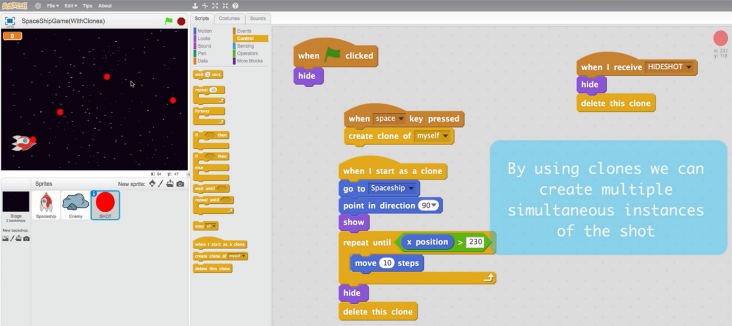 SCRATCH File Edit Tips About
SpaceShipGame(WithClones)
0
x: 94 y: 47
Sprites New sprite:
Stage
2 backdrops
New backdrop:
Spaceship
Enemy
SHOT
Scripts Costumes Sounds
Motion Events
Looks Control
Sound Sensing
Pen Operators
Data More Blocks
wait 1 secs
repeat 10
forever
if then
if then
else
wait until
repeat until
stop all
when I start as a clone
create clone of myself
delete this clone
when clicked
hide
when space key pressed
create clone of myself
when I start as a clone
go to Spaceship
point in direction 90
show
repeat until x position > 230
move 10 steps
hide
delete this clone
when I receive HIDESHOT
hide
delete this clone
By using clones we can
create multiple
simultaneous instances
of the shot